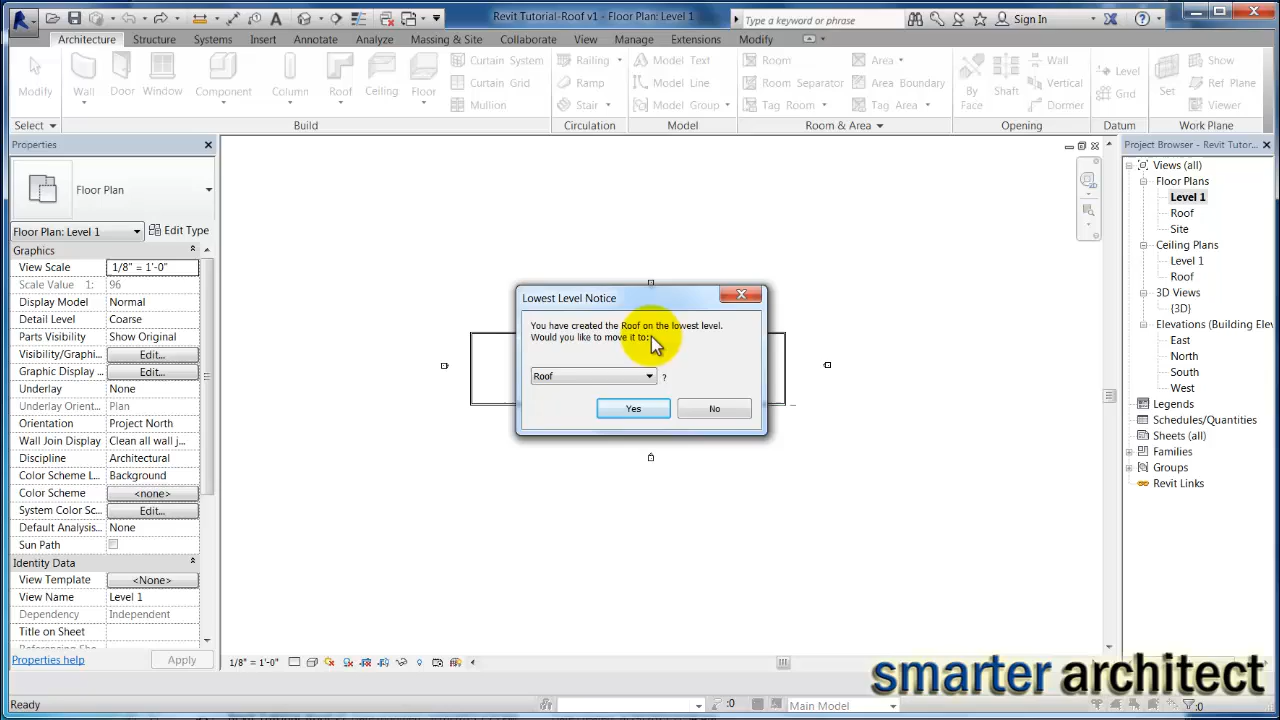 Revit Tutorial-Roof v1 - Floor Plan: Level 1
Type a keyword or phrase
Sign In
Architecture Structure Systems Insert Annotate Analyze Massing & Site Collaborate View Manage Extensions Modify
Modify
Wall
Door
Window
Component
Column
Roof
Ceiling
Floor
Curtain System
Curtain Grid
Mullion
Railing
Ramp
Stair
Model Text
Model Line
Model Group
Room
Room Separator
Tag Room
Area
Area Boundary
Tag Area
By
Face
Shaft
Wall
Vertical
Dormer
Level
Grid
Set
Show
Ref Plane
Viewer
Select
Build
Circulation
Model
Room & Area
Opening
Datum
Work Plane
Properties
Floor Plan
Floor Plan: Level 1
Edit Type
Graphics
View Scale 1/8" = 1'-0"
Scale Value 1: 96
Display Model Normal
Detail Level Coarse
Parts Visibility Show Original
Visibility/Graphi... Edit...
Graphic Display ... Edit...
Underlay None
Underlay Orient... Plan
Orientation Project North
Wall Join Display Clean all wall j...
Discipline Architectural
Color Scheme L... Background
Color Scheme <none>
System Color Sc... Edit...
Default Analysis... None
Sun Path
Identity Data
View Template <None>
View Name Level 1
Dependency Independent
Title on Sheet
Properties help
Apply
Lowest Level Notice
You have created the Roof on the lowest level.
Would you like to move it to:
Roof
?
Yes
No
Project Browser - Revit Tutor...
Views (all)
Floor Plans
Level 1
Roof
Site
Ceiling Plans
Level 1
Roof
3D Views
{3D}
Elevations (Building Elev
East
North
South
West
Legends
Schedules/Quantities
Sheets (all)
Families
Groups
Revit Links
1/8" = 1'-0"
smarter architect
Ready
:0
Main Model
:0